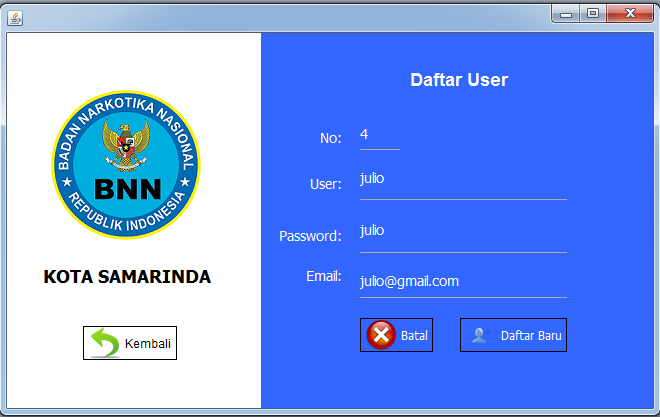 BADAN NARKOTIKA NASIONAL
BNN
REPUBLIK INDONESIA
KOTA SAMARINDA
Kembali
Daftar User
No: 4
User: julio
Password: julio
Email: julio@gmail.com
Batal
Daftar Baru